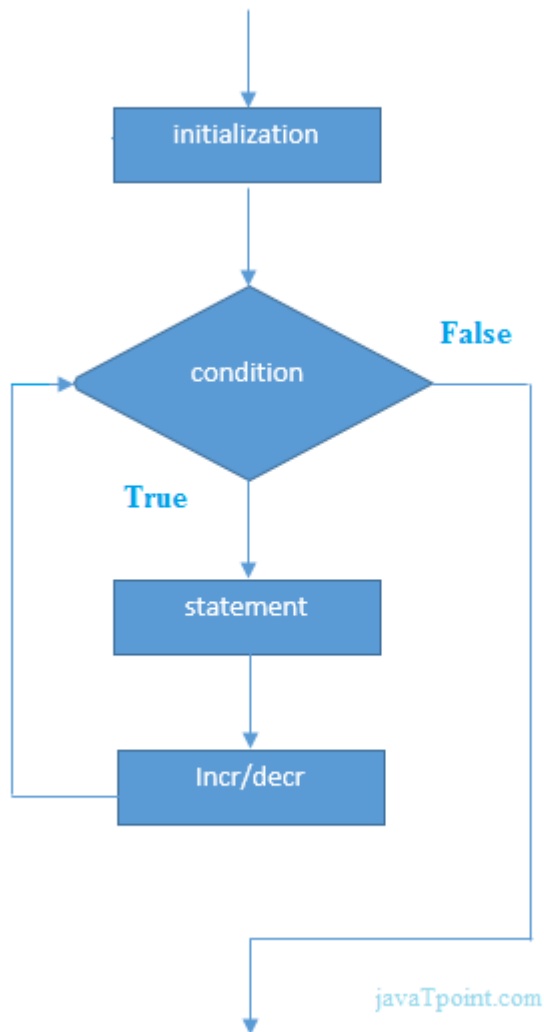 initialization
condition
False
True
statement
Incr/decr
javaTpoint.com